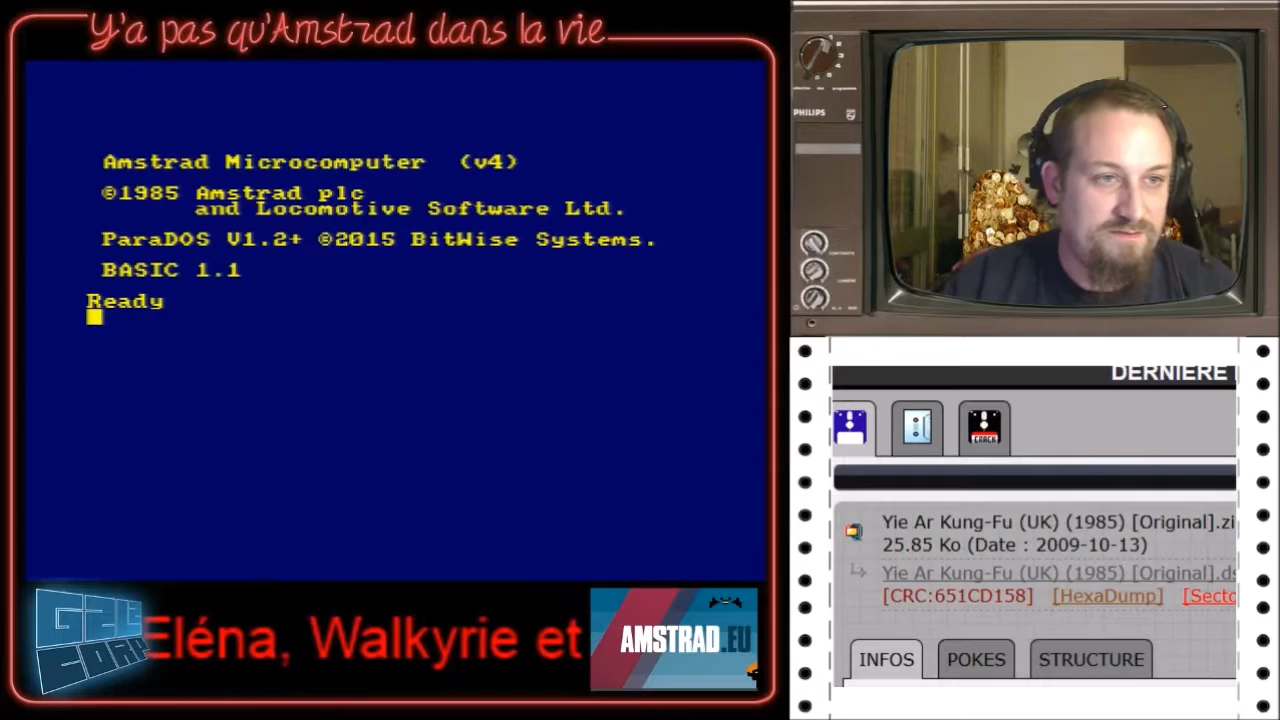 Y'a pas qu'Amstrad dans la vie
Amstrad Microcomputer (v4)
©1985 Amstrad plc
and Locomotive Software Ltd.
ParaDOS V1.2+ ©2015 BitWise Systems.
BASIC 1.1
Ready
Eléna, Walkyrie et
AMSTRAD.EU
PHILIPS
DERNIERE
CRACK
Yie Ar Kung-Fu (UK) (1985) [Original].zi
25.85 Ko (Date : 2009-10-13)
Yie Ar Kung-Fu (UK) (1985) [Original].ds
[CRC:651CD158] [HexaDump] [Secto
INFOS POKES STRUCTURE